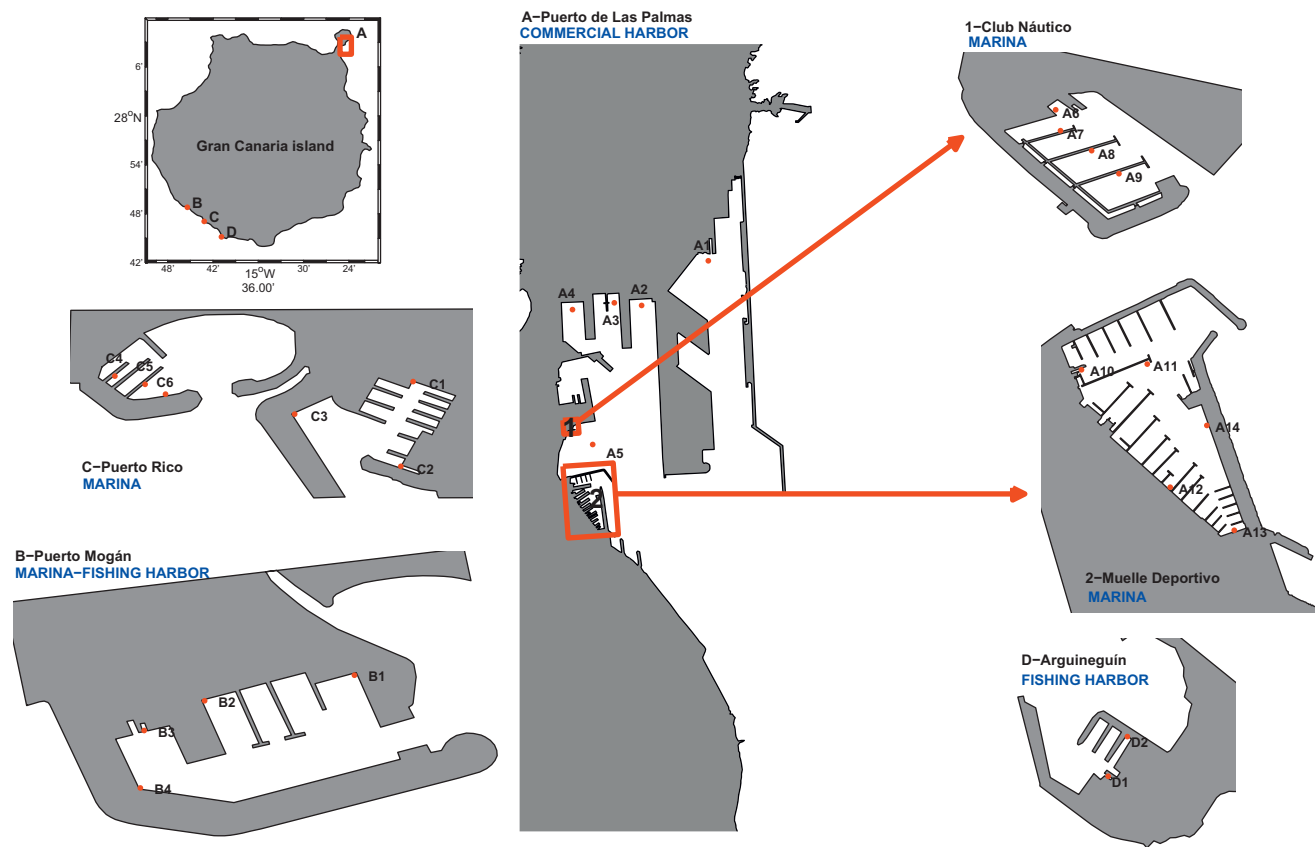 A
6'
28°N
Gran Canaria island
54'
B
48'
C
D
42'
48'
42'
15°W
36.00'
30'
24'
A−Puerto de Las Palmas
COMMERCIAL HARBOR
A1
A2
A3
A4
1
A5
2
1−Club Náutico
MARINA
A6
A7
A8
A9
C4
C5
C6
C1
C3
C2
C−Puerto Rico
MARINA
A10
A11
A14
A12
A13
2−Muelle Deportivo
MARINA
B−Puerto Mogán
MARINA−FISHING HARBOR
B1
B2
B3
B4
D−Arguineguín
FISHING HARBOR
D2
D1